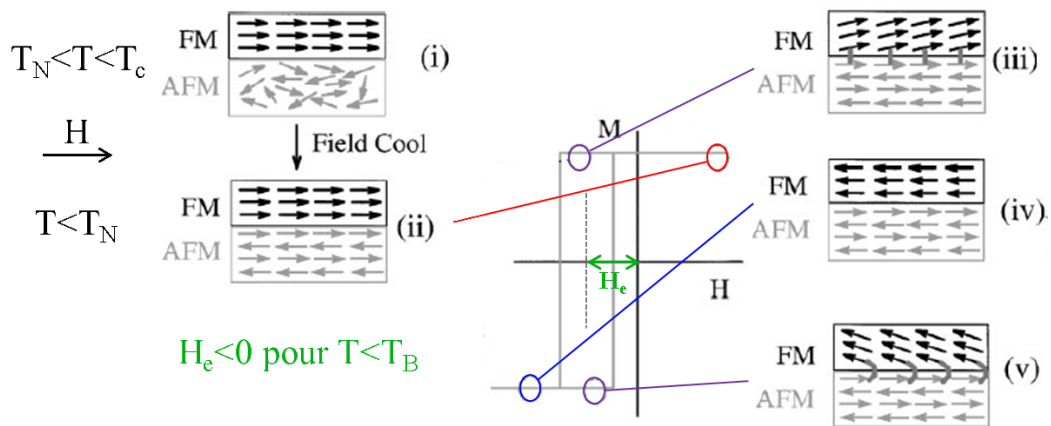 T_N<T<T_c
H
T<T_N
FM
AFM
(i)
Field Cool
FM
AFM
(ii)
H_e<0 pour T<T_B
M
H
H_e
FM
AFM
(iii)
FM
AFM
(iv)
FM
AFM
(v)